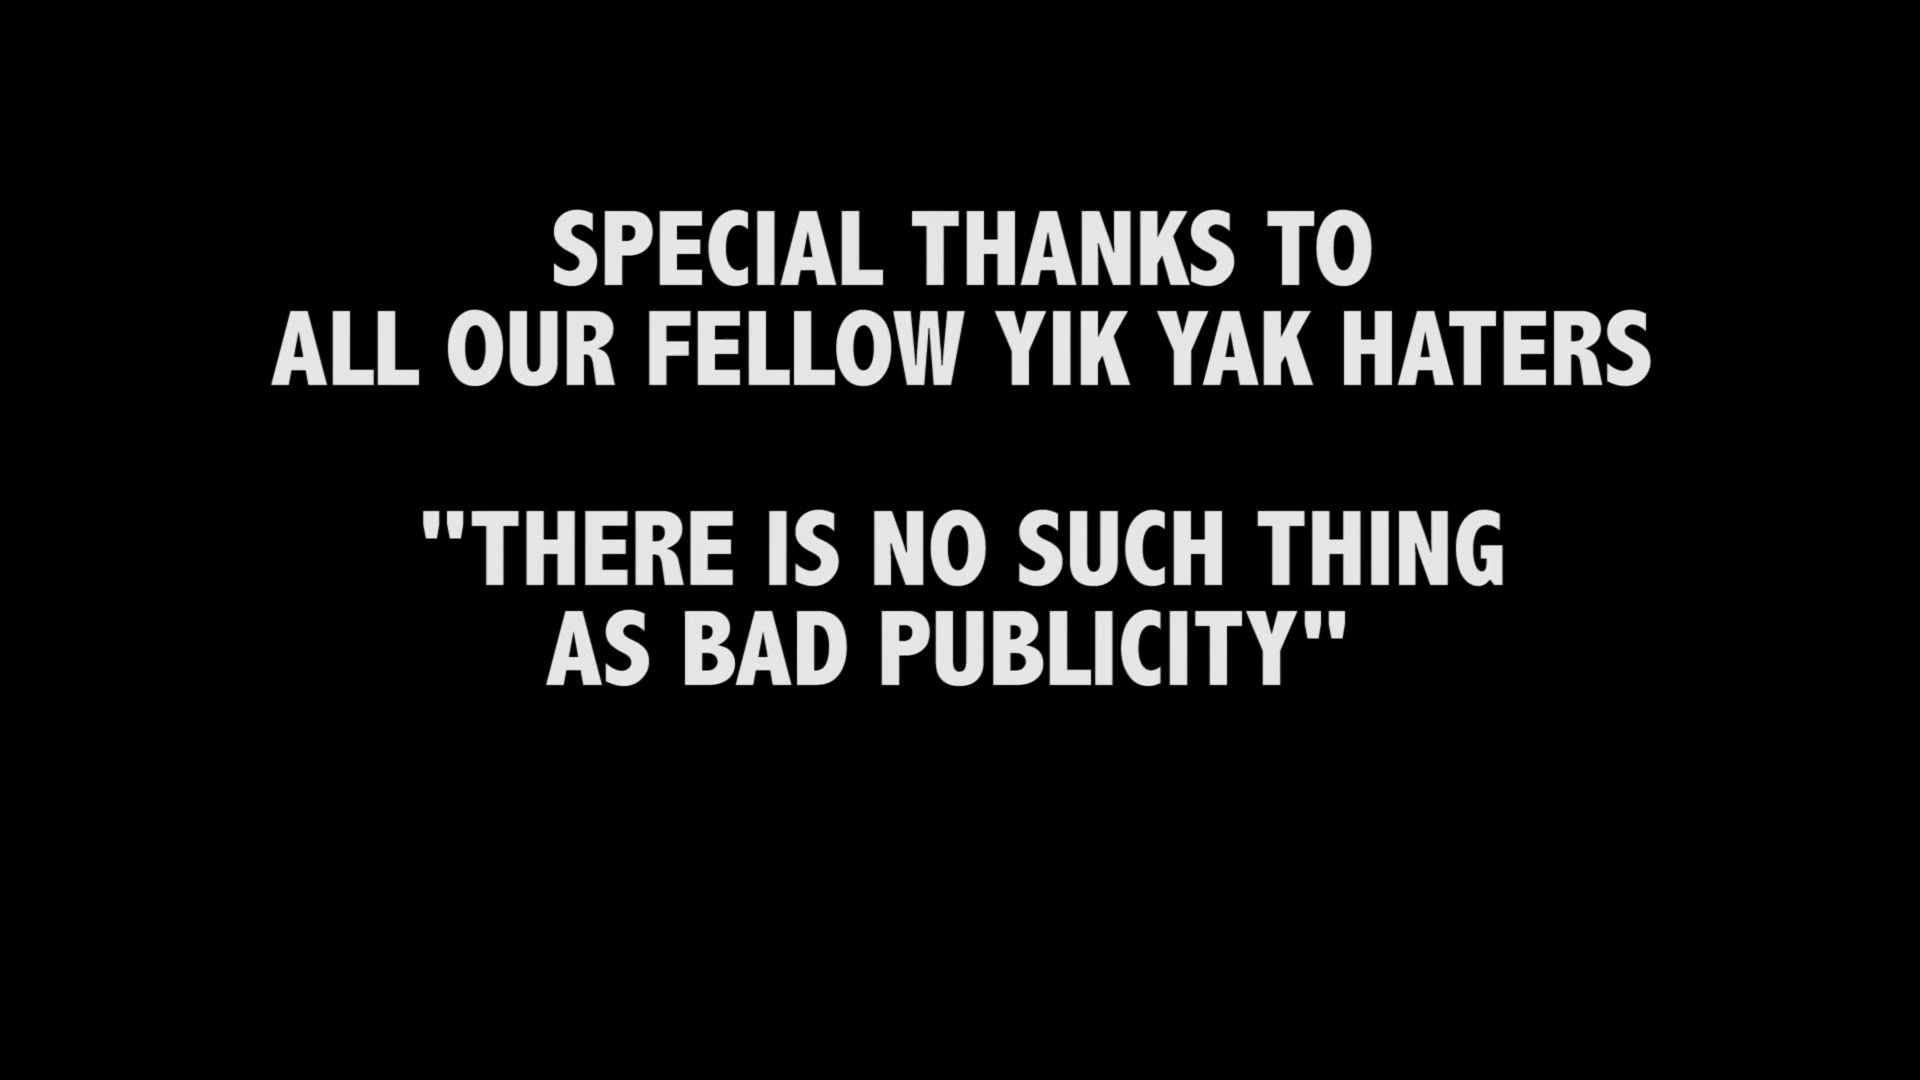 SPECIAL THANKS TO
ALL OUR FELLOW YIK YAK HATERS
"THERE IS NO SUCH THING
AS BAD PUBLICITY"